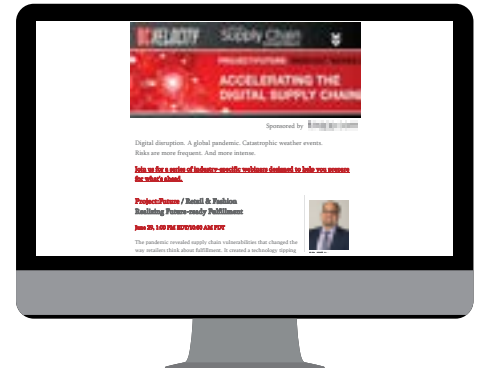 DC VELOCITY Supply Chain
PROJECT:FUTURE
ACCELERATING THE
DIGITAL SUPPLY CHAIN
Sponsored by
Digital disruption. A global pandemic. Catastrophic weather events.
Risks are more frequent. And more intense.
Join us for a series of industry-specific webinars designed to help you prepare
for what's ahead.
Project:Future / Retail & Fashion
Realizing Future-ready Fulfillment
June 29, 1:00 PM EDT/10:00 AM PDT
The pandemic revealed supply chain vulnerabilities that changed the
way retailers think about fulfillment. It created a technology tipping